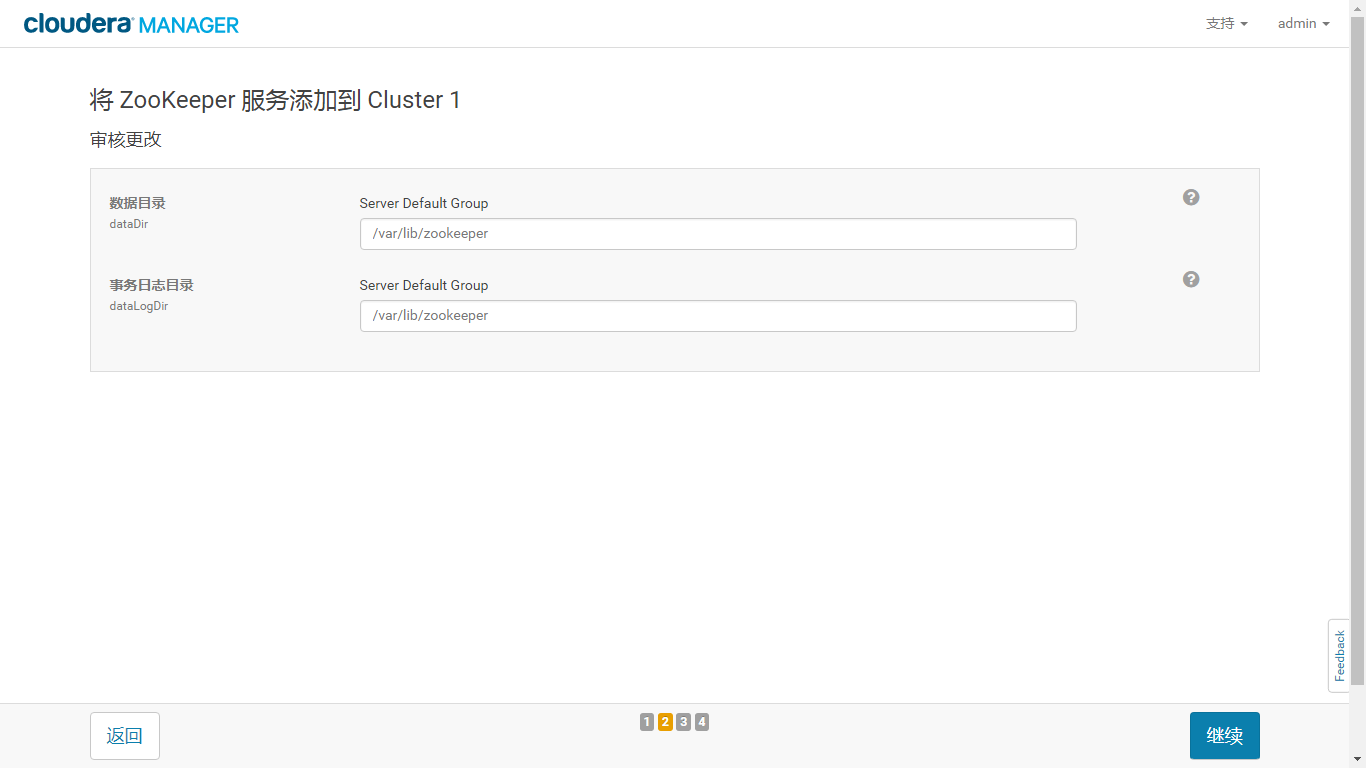 cloudera MANAGER
支持
admin
将 ZooKeeper 服务添加到 Cluster 1
审核更改
数据目录
dataDir
Server Default Group
/var/lib/zookeeper
事务日志目录
dataLogDir
Server Default Group
/var/lib/zookeeper
Feedback
返回
1 2 3 4
继续